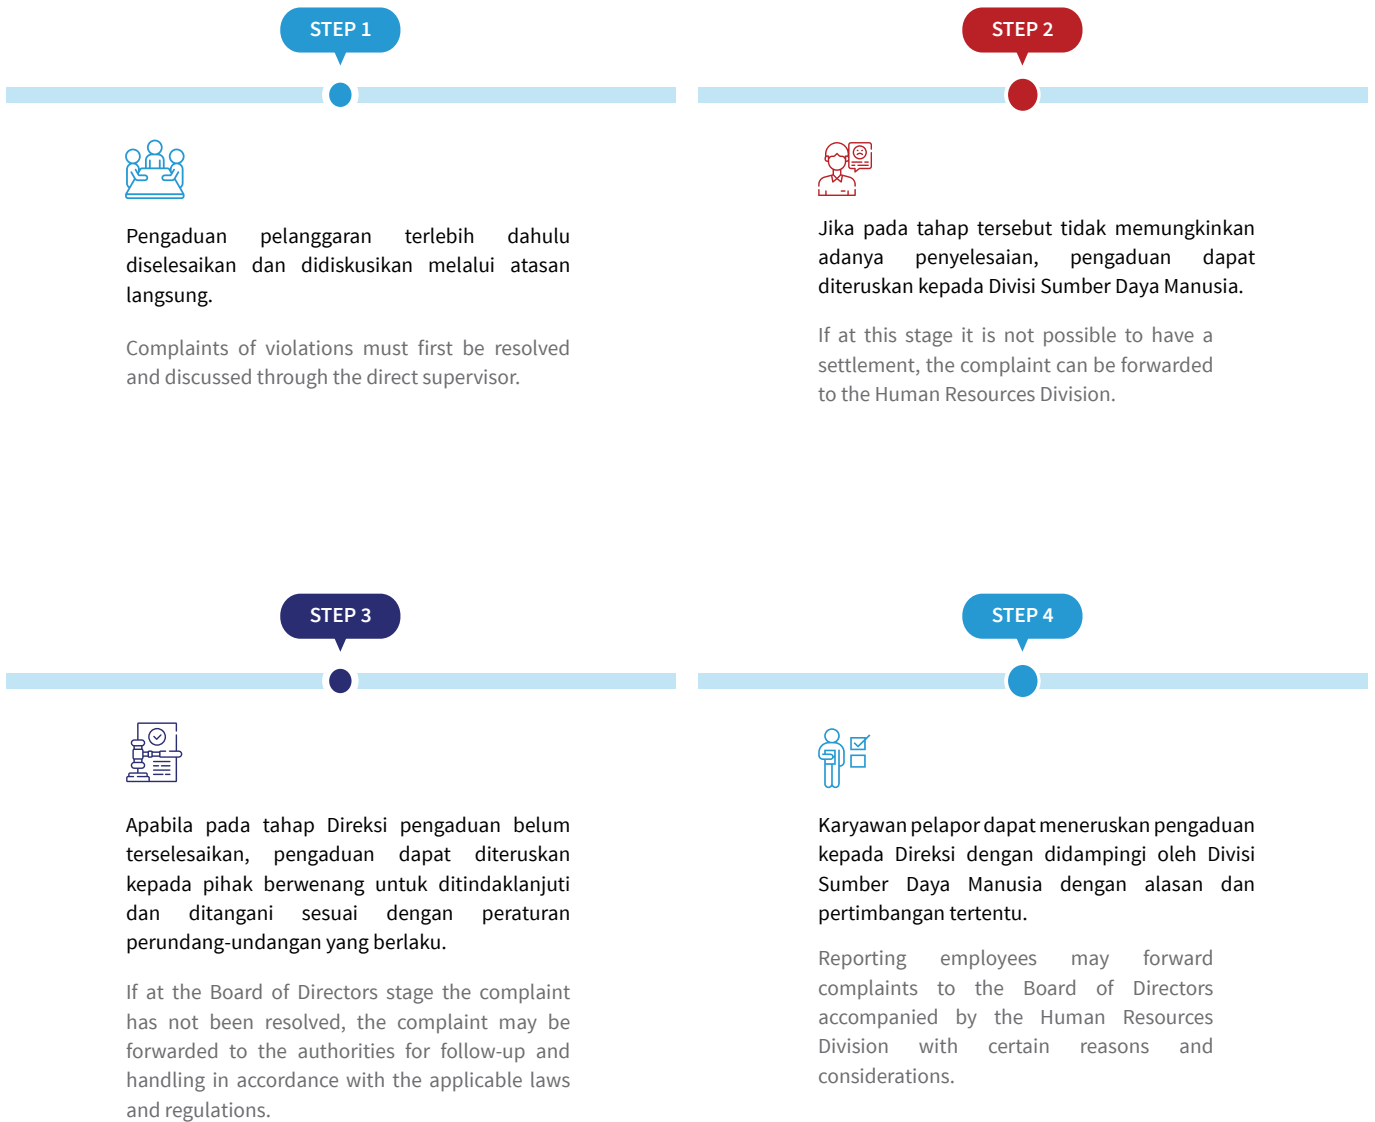 STEP 1
Pengaduan pelanggaran terlebih dahulu
diselesaikan dan didiskusikan melalui atasan
langsung.
Complaints of violations must first be resolved
and discussed through the direct supervisor.
STEP 2
Jika pada tahap tersebut tidak memungkinkan
adanya penyelesaian, pengaduan dapat
diteruskan kepada Divisi Sumber Daya Manusia.
If at this stage it is not possible to have a
settlement, the complaint can be forwarded
to the Human Resources Division.
STEP 3
Apabila pada tahap Direksi pengaduan belum
terselesaikan, pengaduan dapat diteruskan
kepada pihak berwenang untuk ditindaklanjuti
dan ditangani sesuai dengan peraturan
perundang-undangan yang berlaku.
If at the Board of Directors stage the complaint
has not been resolved, the complaint may be
forwarded to the authorities for follow-up and
handling in accordance with the applicable laws
and regulations.
STEP 4
Karyawan pelapor dapat meneruskan pengaduan
kepada Direksi dengan didampingi oleh Divisi
Sumber Daya Manusia dengan alasan dan
pertimbangan tertentu.
Reporting employees may forward
complaints to the Board of Directors
accompanied by the Human Resources
Division with certain reasons and
considerations.